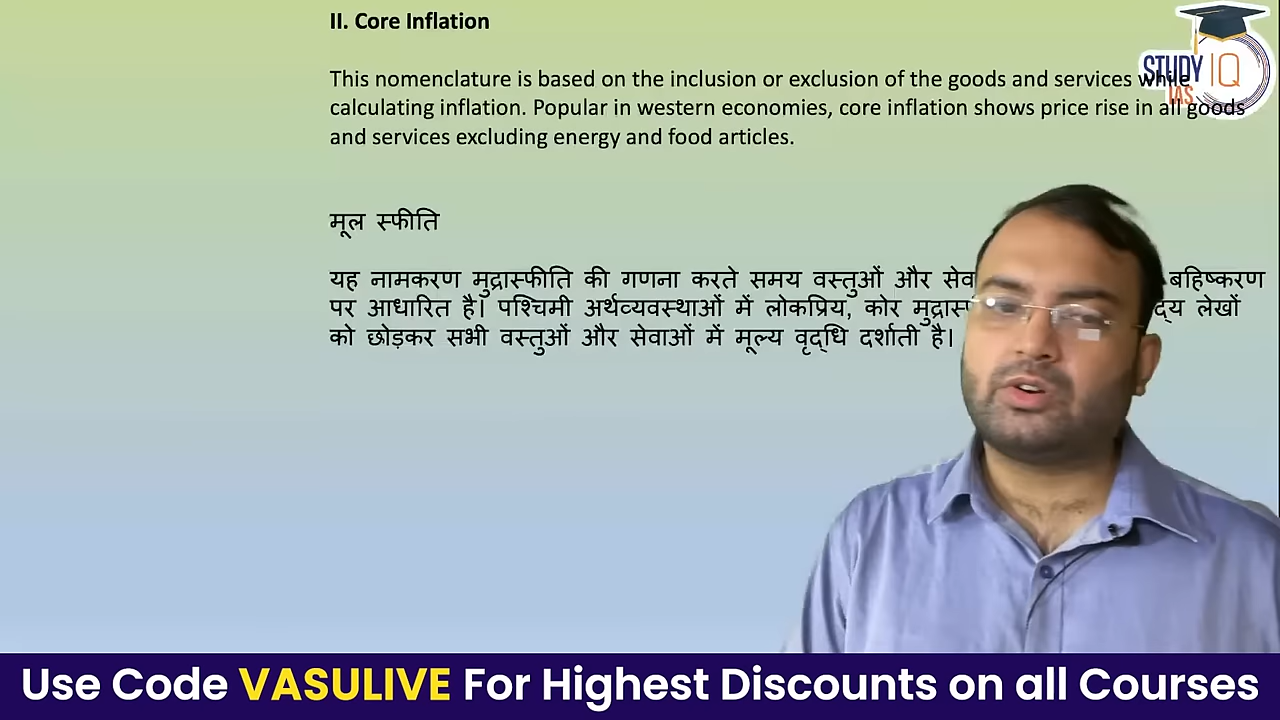 II. Core Inflation
STUDY IQ
IAS
This nomenclature is based on the inclusion or exclusion of the goods and services while
calculating inflation. Popular in western economies, core inflation shows price rise in all goods
and services excluding energy and food articles.
मूल स्फीति
यह नामकरण मुद्रास्फीति की गणना करते समय वस्तुओं और बहिष्करण
पर आधारित है। पश्चिमी अर्थव्यवस्थाओं में लोकप्रिय, कोर लेखों
को छोड़कर सभी वस्तुओं और सेवाओं में मूल्य वृद्धि दर्शाती है।
Use Code VASULIVE For Highest Discounts on all Courses